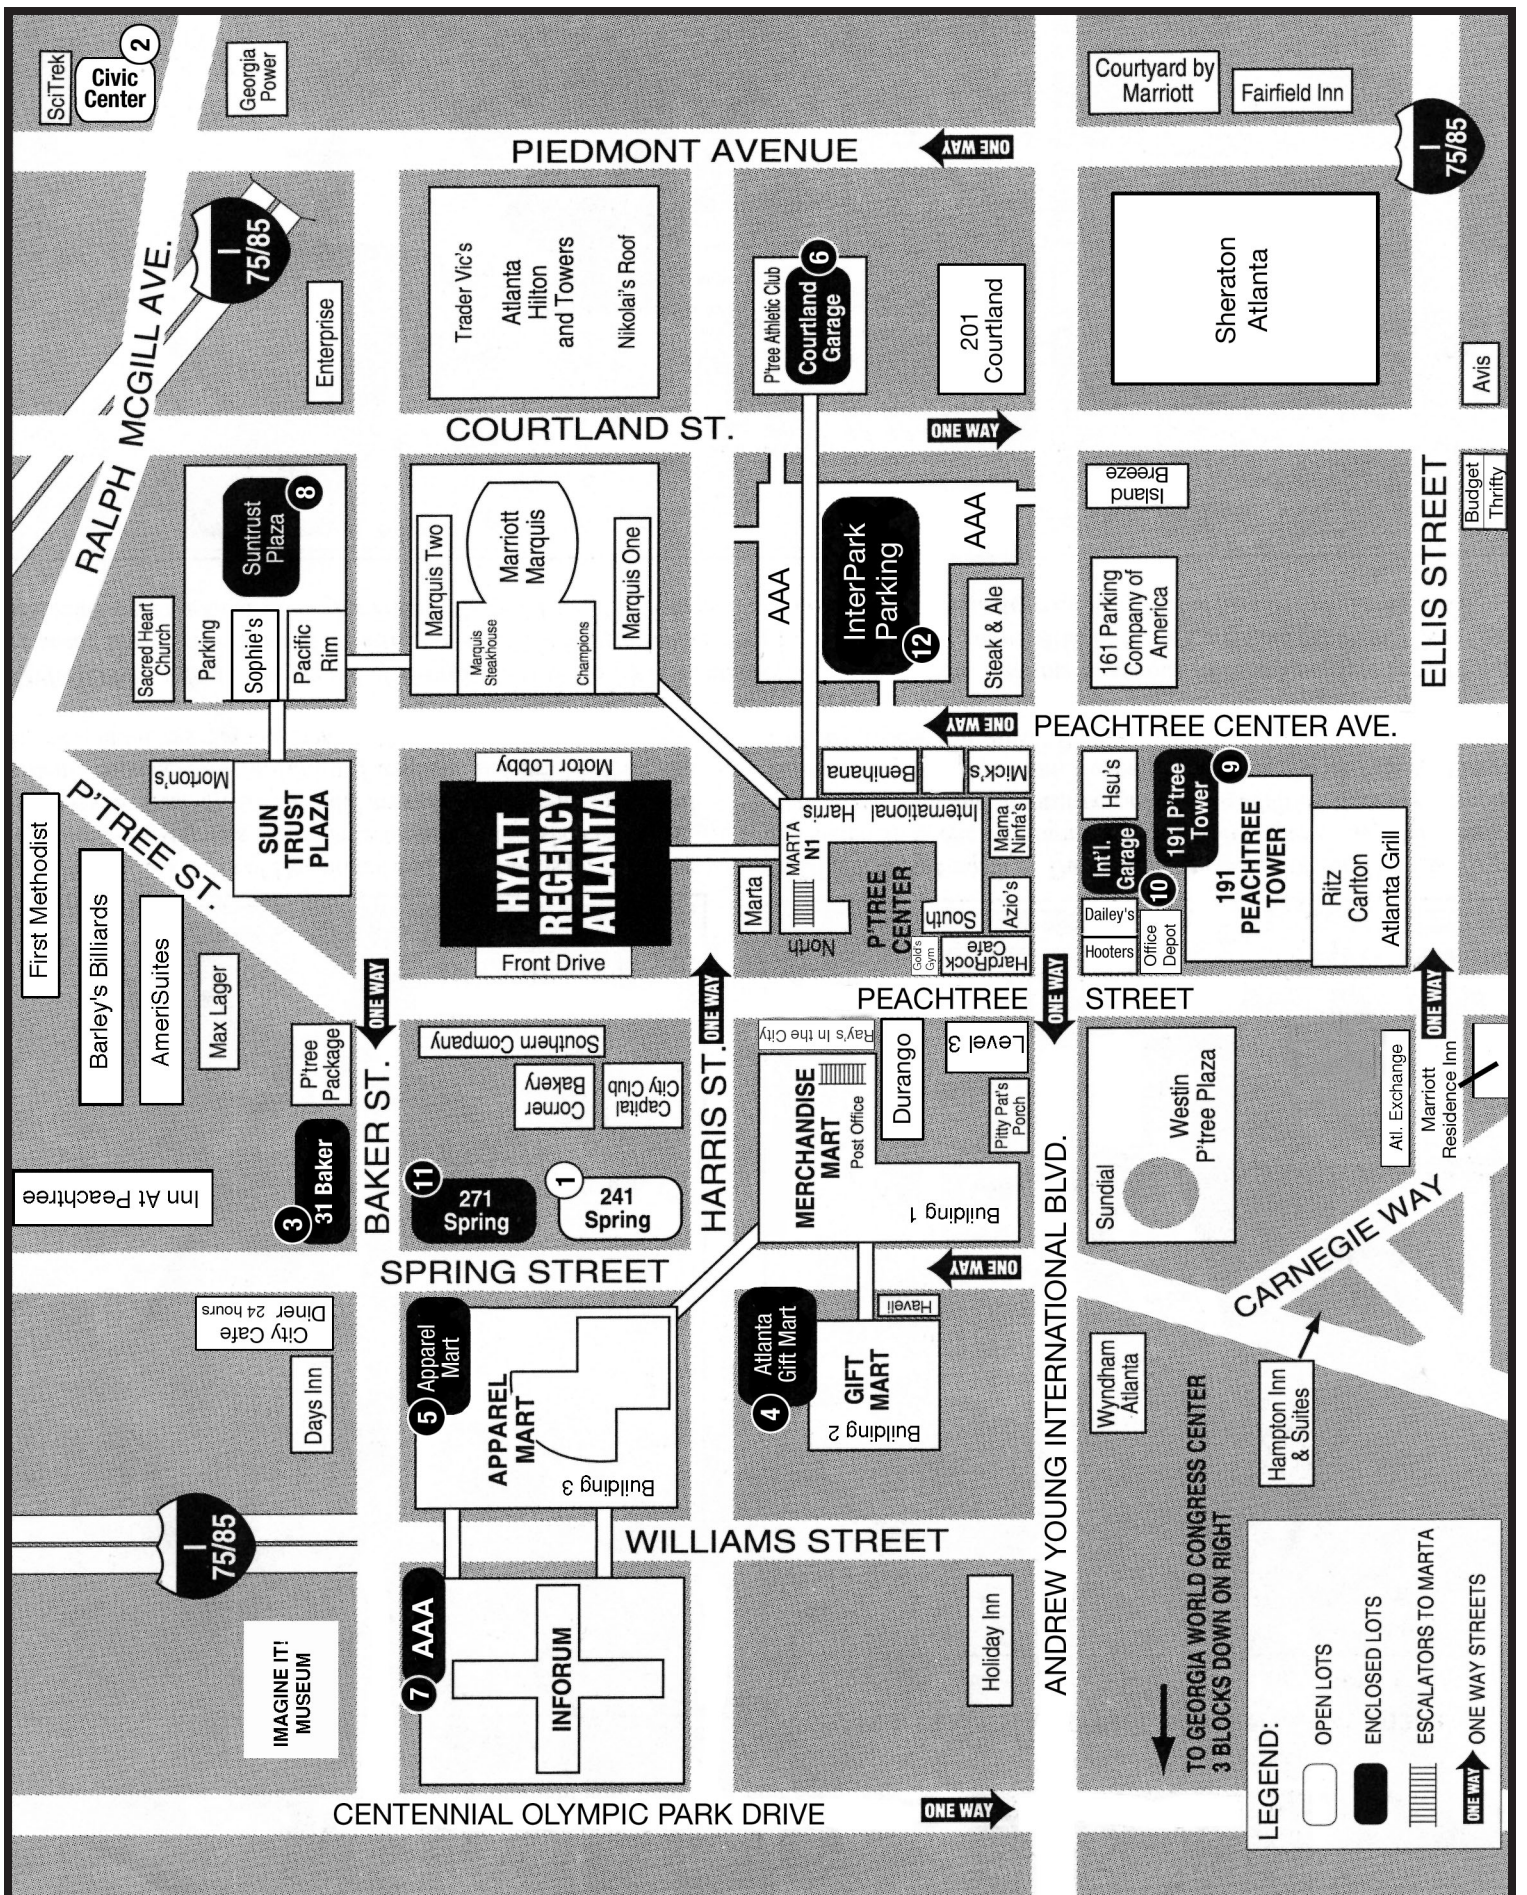 SciTrek
Civic
Center
2
Georgia
Power
Courtyard by
Marriott
Fairfield Inn
PIEDMONT AVENUE
ONE WAY
I
75/85
I
75/85
RALPH MCGILL AVE.
Enterprise
Trader Vic's
Atlanta
Hilton
and Towers
Nikolai's Roof
P'tree Athletic Club
Courtland
Garage
6
201
Courtland
Sheraton
Atlanta
Avis
COURTLAND ST.
ONE WAY
Suntrust
Plaza
8
Sacred Heart
Church
Parking
Sophie's
Pacific
Rim
Marquis Two
Marriott
Marquis
Marquis One
Marquis
Steakhouse
Champions
AAA
InterPark
Parking
12
AAA
Steak & Ale
Island
Breeze
161 Parking
Company of
America
ELLIS STREET
Budget
Thrifty
ONE WAY
PEACHTREE CENTER AVE.
P'TREE ST.
Morton's
SUN
TRUST
PLAZA
First Methodist
Barley's Billiards
AmeriSuites
Max Lager
Motor Lobby
HYATT
REGENCY
ATLANTA
Front Drive
Marta
MARTA
N1
Harris
International
North
P'TREE
CENTER
South
Benihana
Mick's
Mama
Ninfa's
Azio's
Gold's
Gym
HardRock
Cafe
Hsu's
Int'l.
Garage
10
191 P'tree
Tower
9
Dailey's
Hooters
Office
Depot
191
PEACHTREE
TOWER
Ritz
Carlton
Atlanta Grill
ONE WAY
ONE WAY
ONE WAY
ONE WAY
PEACHTREE STREET
P'tree
Package
Inn At Peachtree
31 Baker
3
BAKER ST.
Southern Company
Corner
Bakery
Capital
City Club
271
Spring
11
241
Spring
1
HARRIS ST.
Ray's In the City
MERCHANDISE
MART
Post Office
Building 1
Durango
Level 3
Pitty Pat's
Porch
ANDREW YOUNG INTERNATIONAL BLVD.
Sundial
Westin
P'tree Plaza
Atl. Exchange
Marriott
Residence Inn
CARNEGIE WAY
SPRING STREET
ONE WAY
City Cafe
Diner 24 hours
Days Inn
5
Apparel
Mart
APPAREL
MART
Building 3
4
Atlanta
Gift Mart
Haveli
GIFT
MART
Building 2
Wyndham
Atlanta
Hampton Inn
& Suites
I
75/85
WILLIAMS STREET
IMAGINE IT!
MUSEUM
7
AAA
INFORUM
Holiday Inn
TO GEORGIA WORLD CONGRESS CENTER
3 BLOCKS DOWN ON RIGHT
CENTENNIAL OLYMPIC PARK DRIVE
ONE WAY
LEGEND:
OPEN LOTS
ENCLOSED LOTS
ESCALATORS TO MARTA
ONE WAY
ONE WAY STREETS